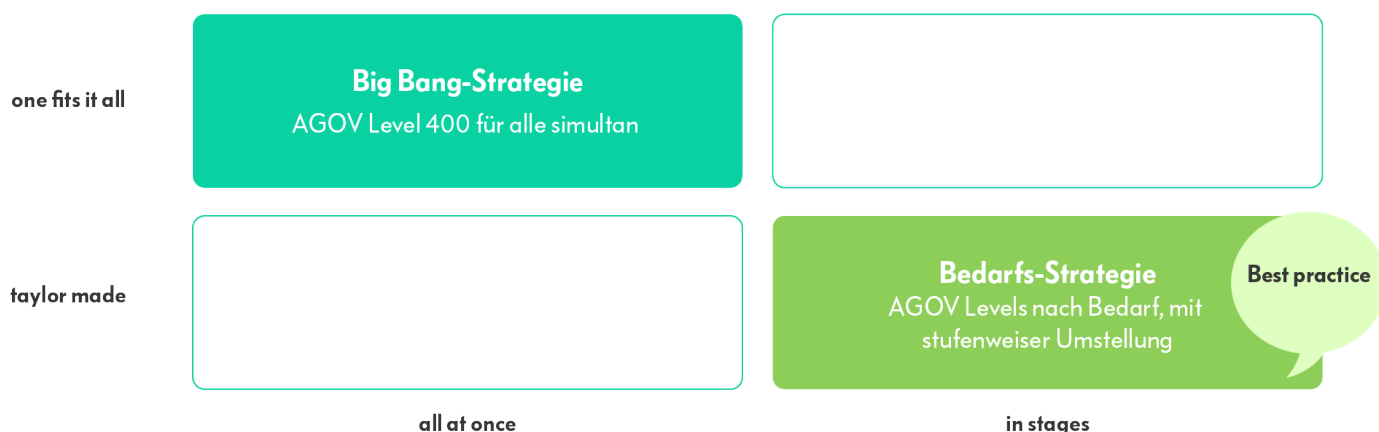 Big Bang-Strategie
one fits it all
AGOV Level 400 für alle simultan
Bedarfs-Strategie
Best practice
taylor made
AGOV Levels nach Bedarf, mit
stufenweiser Umstellung
all at once
in stages